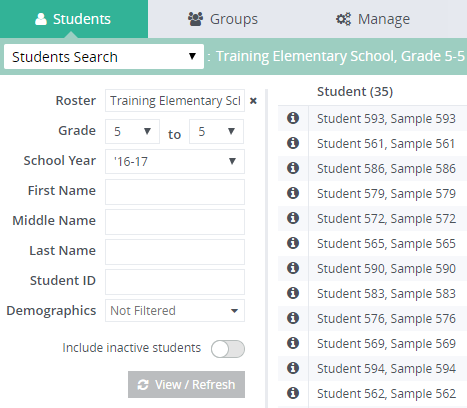 Students Groups Manage
Students Search : Training Elementary School, Grade 5-5
Roster Training Elementary Scl
Grade 5 to 5
School Year '16-17
First Name
Middle Name
Last Name
Student ID
Demographics Not Filtered
Include inactive students
View / Refresh
Student (35)
Student 593, Sample 593
Student 561, Sample 561
Student 586, Sample 586
Student 579, Sample 579
Student 572, Sample 572
Student 565, Sample 565
Student 590, Sample 590
Student 583, Sample 583
Student 576, Sample 576
Student 569, Sample 569
Student 594, Sample 594
Student 562, Sample 562